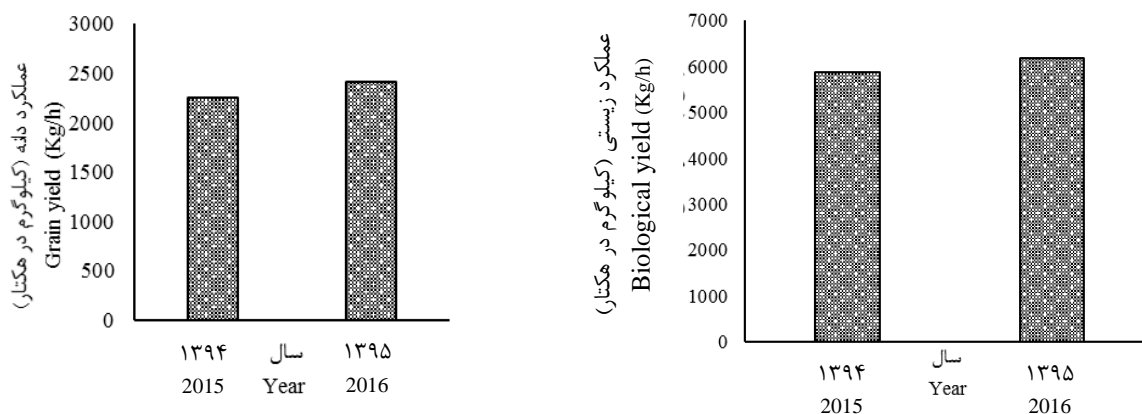 عملکرد دانه (کیلوگرم در هکتار)
Grain yield (Kg/h)
3000
2500
2000
1500
1000
500
0
۱۳۹۴ سال ۱۳۹۵
2015 Year 2016
عملکرد زیستی (کیلوگرم در هکتار)
Biological yield (Kg/h)
7000
6000
5000
4000
3000
2000
1000
0
۱۳۹۴ سال ۱۳۹۵
2015 Year 2016